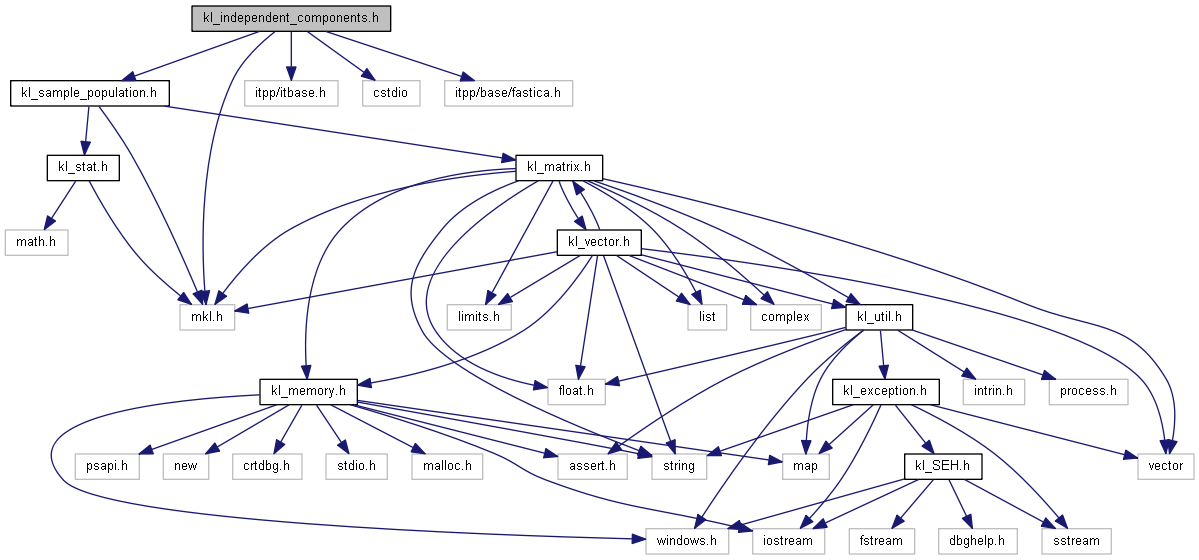 kl_independent_components.h
kl_sample_population.h
itpp/itbase.h
cstdio
itpp/base/fastica.h
kl_stat.h
kl_matrix.h
math.h
kl_vector.h
mkl.h
limits.h
list
complex
kl_util.h
kl_memory.h
float.h
kl_exception.h
intrin.h
process.h
psapi.h
new
crtdbg.h
stdio.h
malloc.h
assert.h
string
map
kl_SEH.h
vector
windows.h
iostream
fstream
dbghelp.h
sstream